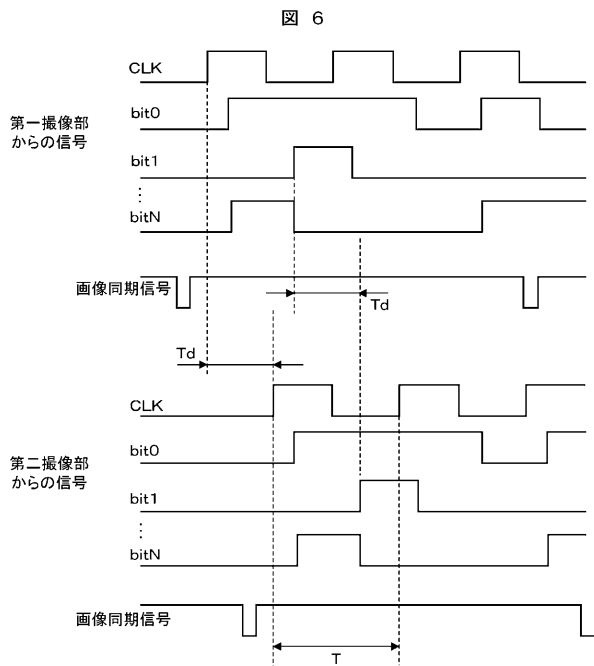 図 6
CLK
第一撮像部
からの信号
bit0
bit1
⋮
bitN
画像同期信号
Td
Td
CLK
第二撮像部
からの信号
bit0
bit1
⋮
bitN
画像同期信号
T